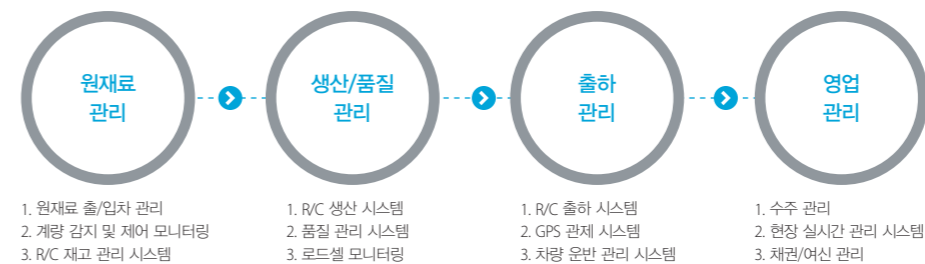 원재료
관리
생산/품질
관리
출하
관리
영업
관리
1. 원재료 출/입차 관리
2. 계량 감지 및 제어 모니터링
3. R/C 재고 관리 시스템
1. R/C 생산 시스템
2. 품질 관리 시스템
3. 로드셀 모니터링
1. R/C 출하 시스템
2. GPS 관제 시스템
3. 차량 운반 관리 시스템
1. 수주 관리
2. 현장 실시간 관리 시스템
3. 채권/여신 관리